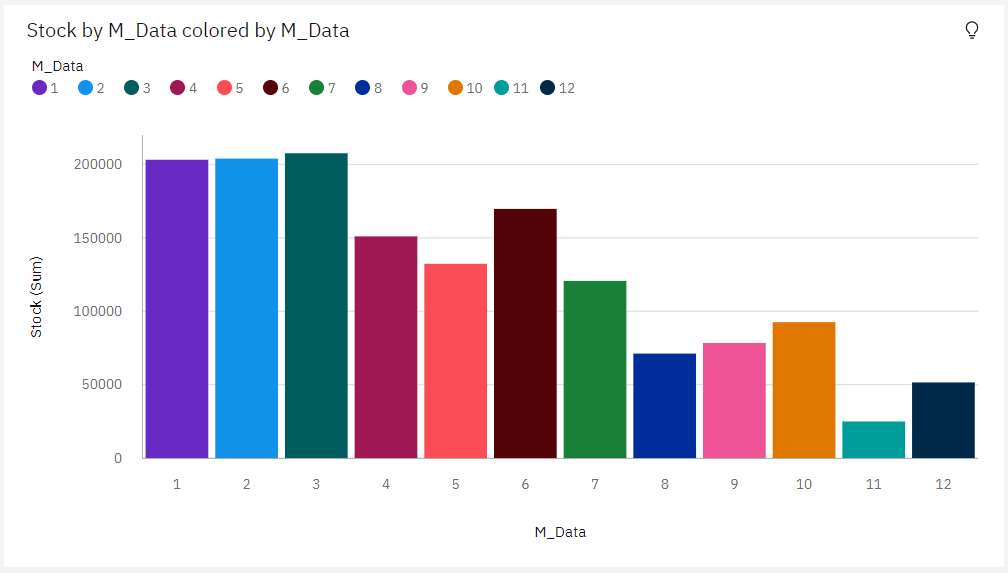 Stock by M_Data colored by M_Data
M_Data
1 2 3 4 5 6 7 8 9 10 11 12
200000
150000
100000
50000
0
Stock (Sum)
1 2 3 4 5 6 7 8 9 10 11 12
M_Data